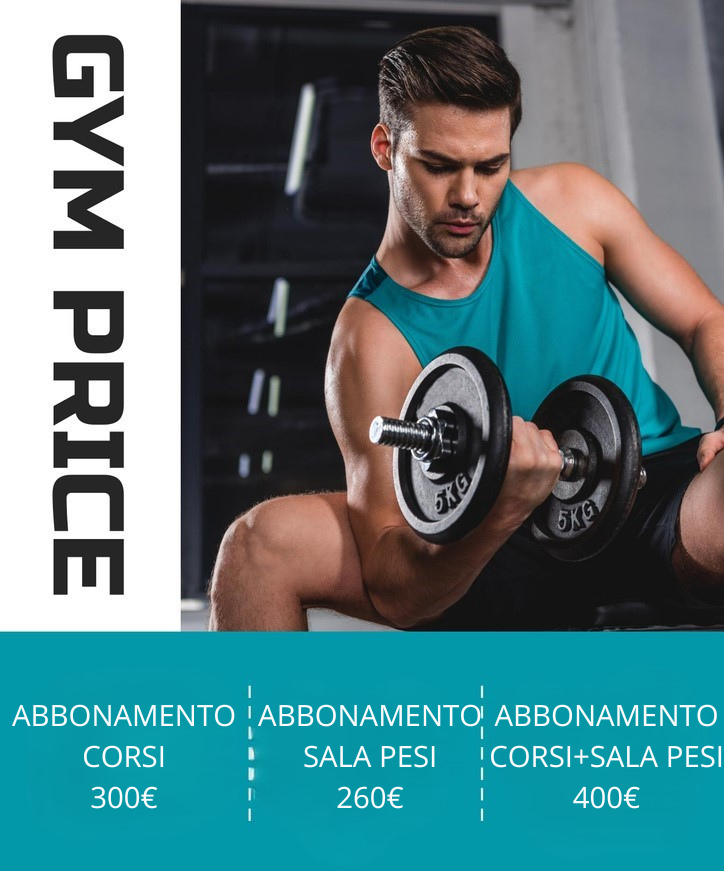 GYM PRICE
5KG
5KG
ABBONAMENTO
CORSI
300€
ABBONAMENTO
SALA PESI
260€
ABBONAMENTO
CORSI+SALA PESI
400€